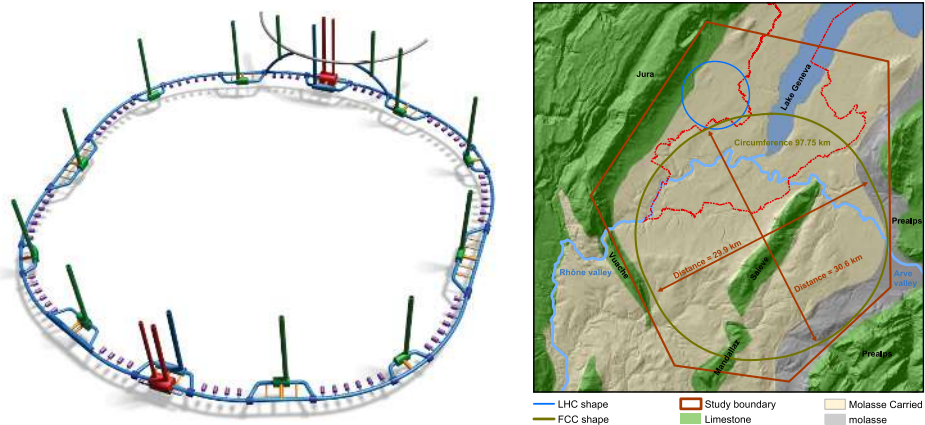 Jura
Lake Geneva
Circumference 97.75 km
Prealps
Rhône valley
Vuache
Distance = 29.9 km
Salève
Distance = 30.6 km
Arve
valley
Mandallaz
Prealps
LHC shape
Study boundary
Molasse Carried
FCC shape
Limestone
molasse